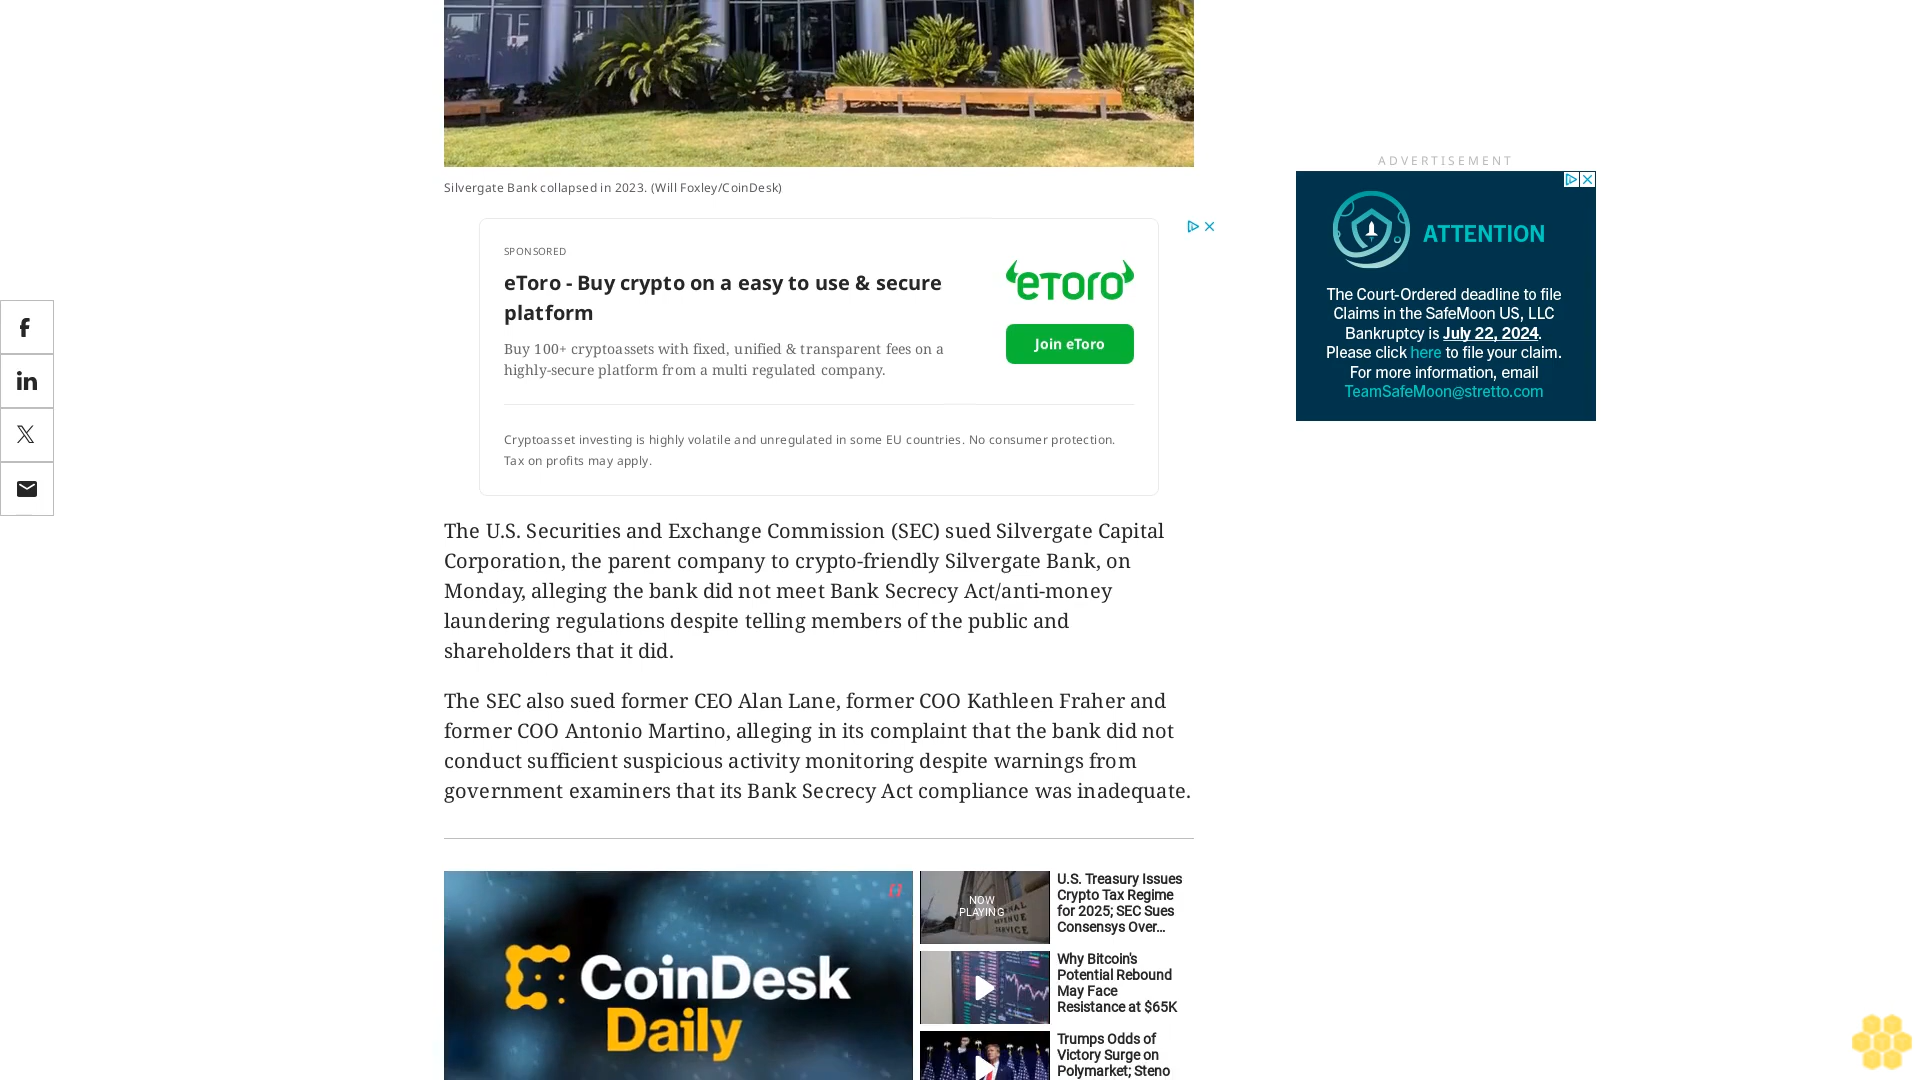 Silvergate Bank collapsed in 2023. (Will Foxley/CoinDesk)
SPONSORED
eToro - Buy crypto on a easy to use & secure
platform
Buy 100+ cryptoassets with fixed, unified & transparent fees on a
highly-secure platform from a multi regulated company.
eToro
Join eToro
Cryptoasset investing is highly volatile and unregulated in some EU countries. No consumer protection.
Tax on profits may apply.
ADVERTISEMENT
ATTENTION
The Court-Ordered deadline to file
Claims in the SafeMoon US, LLC
Bankruptcy is July 22, 2024.
Please click here to file your claim.
For more information, email
TeamSafeMoon@stretto.com
The U.S. Securities and Exchange Commission (SEC) sued Silvergate Capital
Corporation, the parent company to crypto-friendly Silvergate Bank, on
Monday, alleging the bank did not meet Bank Secrecy Act/anti-money
laundering regulations despite telling members of the public and
shareholders that it did.
The SEC also sued former CEO Alan Lane, former COO Kathleen Fraher and
former COO Antonio Martino, alleging in its complaint that the bank did not
conduct sufficient suspicious activity monitoring despite warnings from
government examiners that its Bank Secrecy Act compliance was inadequate.
CoinDesk
Daily
NOW
PLAYING
U.S. Treasury Issues
Crypto Tax Regime
for 2025; SEC Sues
Consensys Over...
Why Bitcoin's
Potential Rebound
May Face
Resistance at $65K
Trumps Odds of
Victory Surge on
Polymarket; Steno